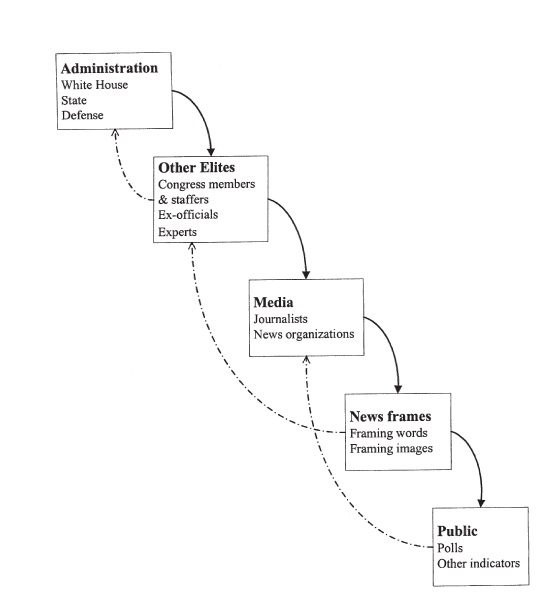 Administration
White House
State
Defense
Other Elites
Congress members
& staffers
Ex-officials
Experts
Media
Journalists
News organizations
News frames
Framing words
Framing images
Public
Polls
Other indicators